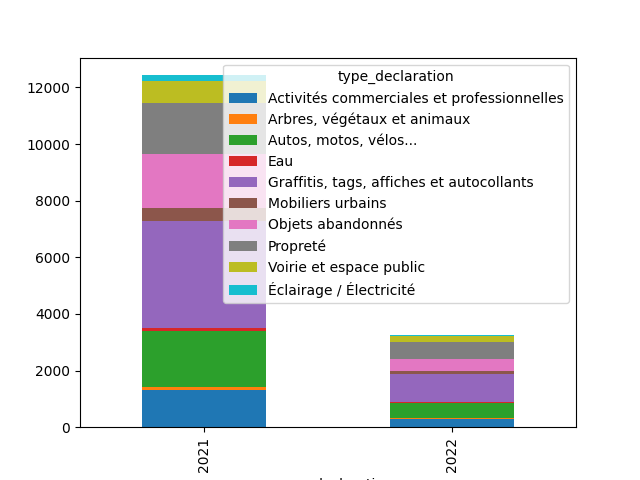 type_declaration
Activités commerciales et professionnelles
Arbres, végétaux et animaux
Autos, motos, vélos...
Eau
Graffitis, tags, affiches et autocollants
Mobiliers urbains
Objets abandonnés
Propreté
Voirie et espace public
Éclairage / Électricité
12000
10000
8000
6000
4000
2000
0
2021
2022